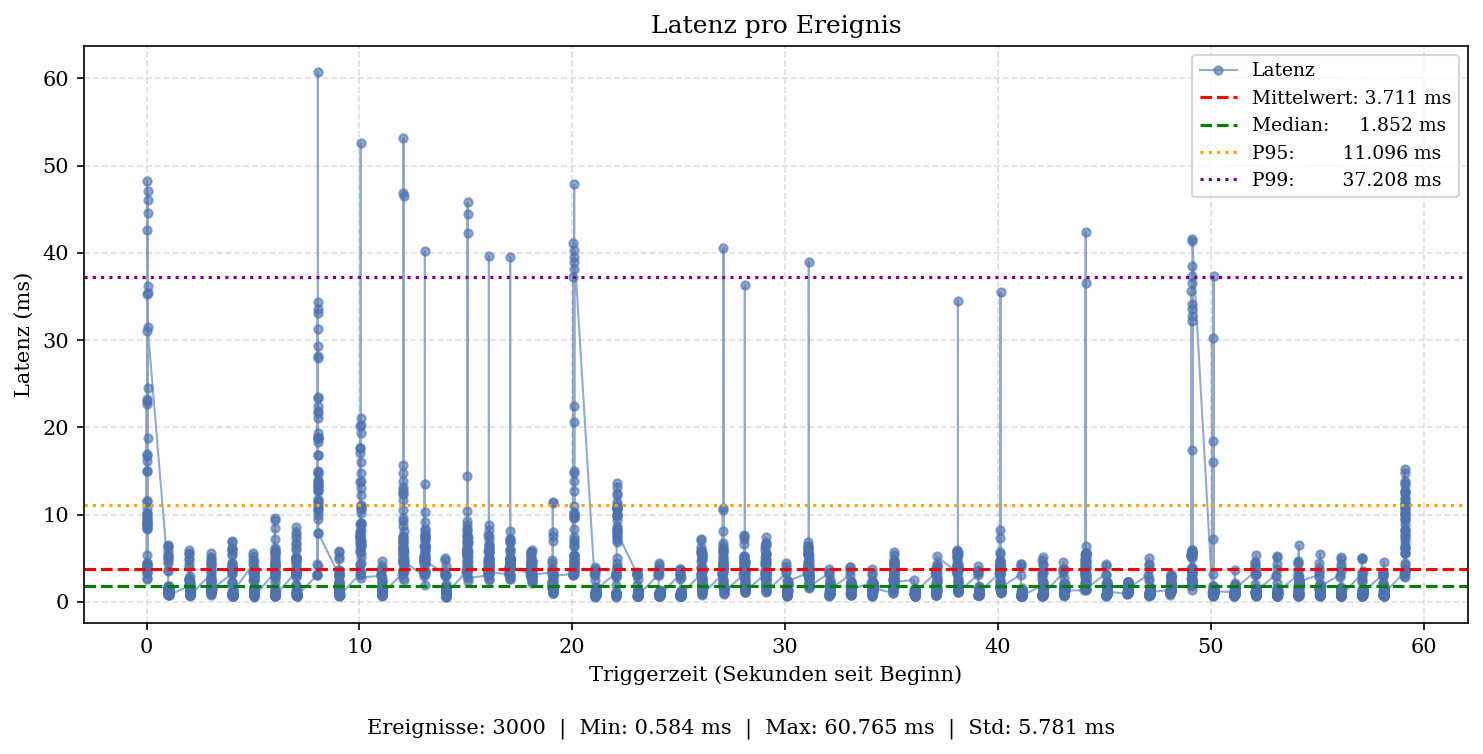 Latenz pro Ereignis
Latenz
Mittelwert: 3.711 ms
Median: 1.852 ms
P95: 11.096 ms
P99: 37.208 ms
Latenz (ms)
60
50
40
30
20
10
0
0 10 20 30 40 50 60
Triggerzeit (Sekunden seit Beginn)
Ereignisse: 3000 | Min: 0.584 ms | Max: 60.765 ms | Std: 5.781 ms